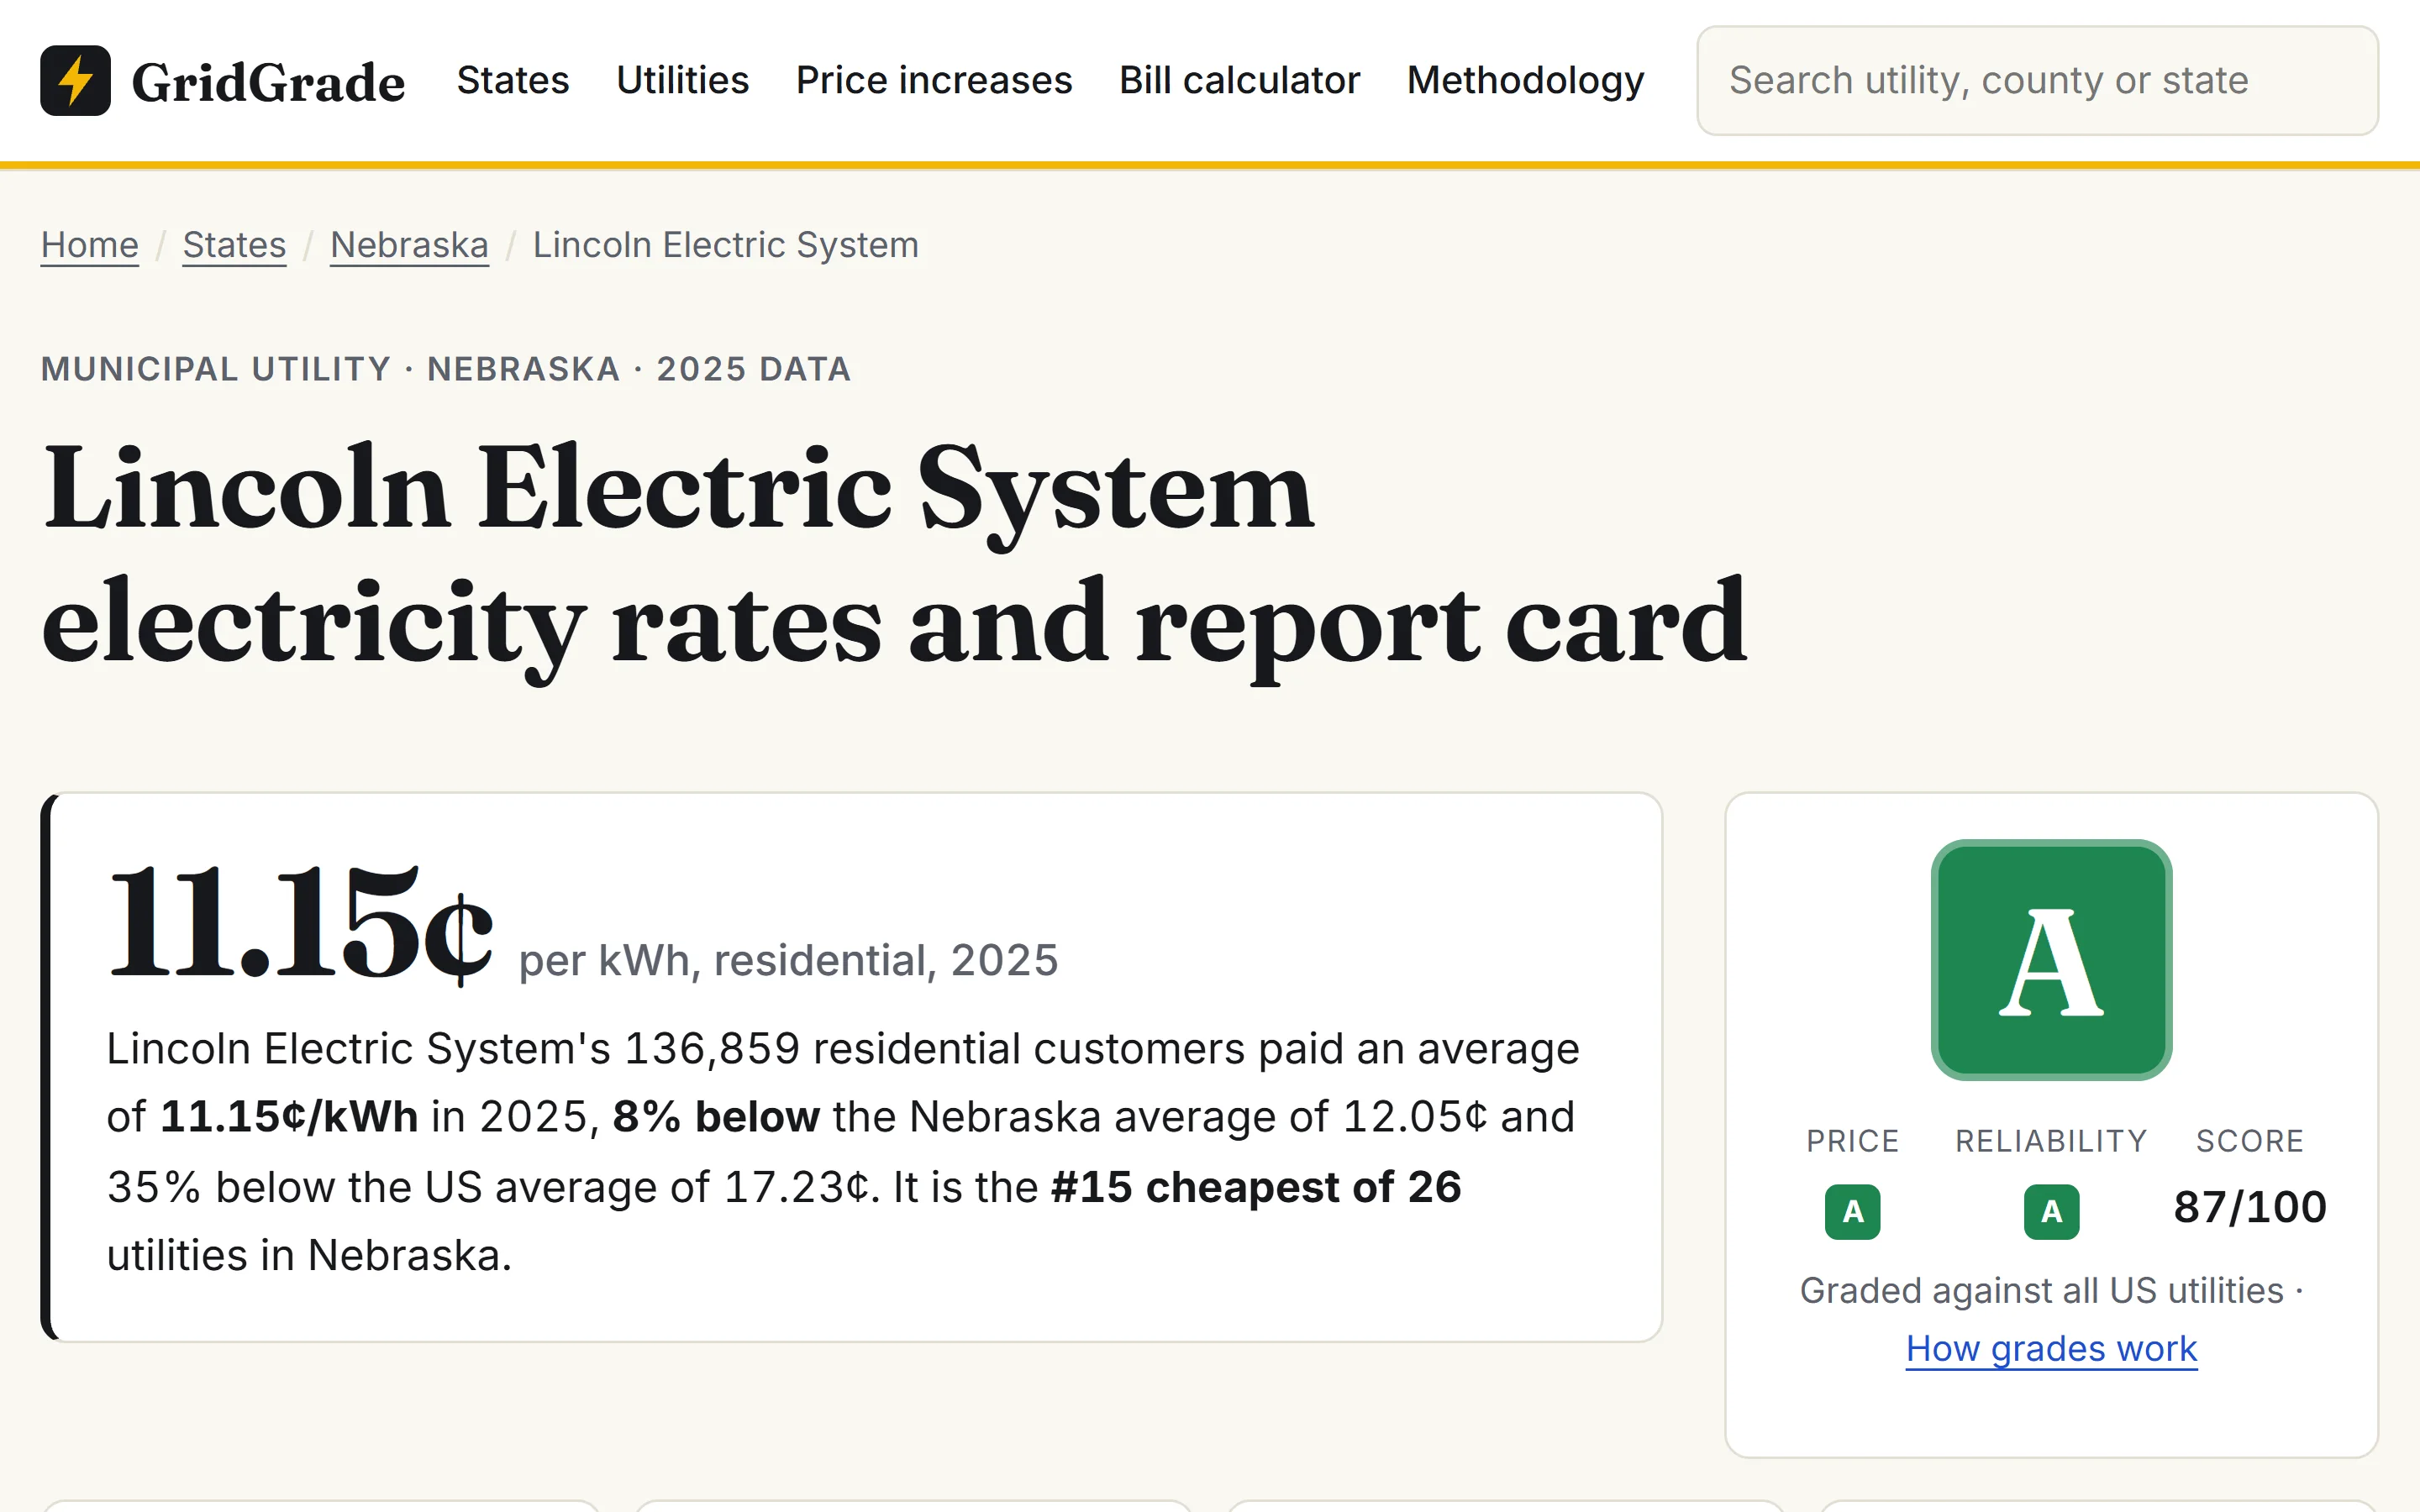 GridGrade
States
Utilities
Price increases
Bill calculator
Methodology
Search utility, county or state
Home / States / Nebraska / Lincoln Electric System
MUNICIPAL UTILITY · NEBRASKA · 2025 DATA
Lincoln Electric System
electricity rates and report card
11.15¢ per kWh, residential, 2025
Lincoln Electric System's 136,859 residential customers paid an average
of 11.15¢/kWh in 2025, 8% below the Nebraska average of 12.05¢ and
35% below the US average of 17.23¢. It is the #15 cheapest of 26
utilities in Nebraska.
A
PRICE RELIABILITY SCORE
A A 87/100
Graded against all US utilities ·
How grades work